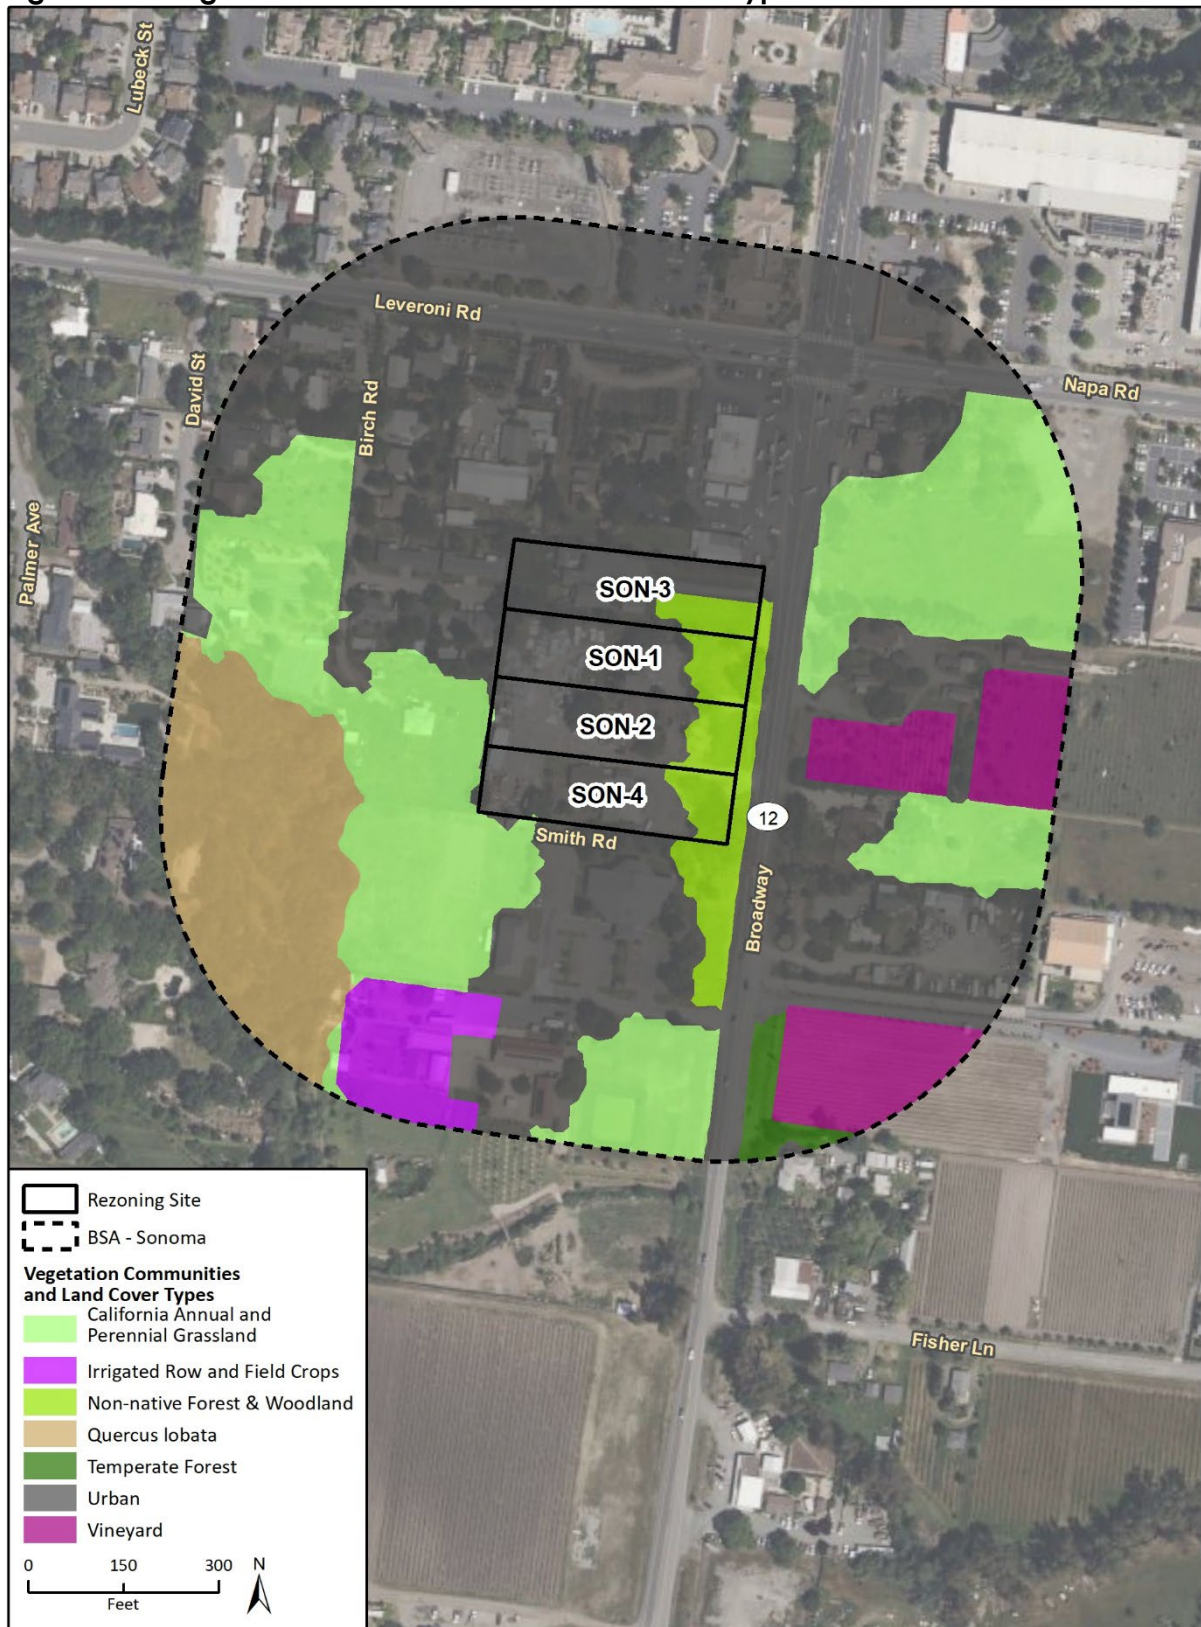 Lubeck St
Leveroni Rd
Napa Rd
David St
Birch Rd
Palmer Ave
SON-3
SON-1
SON-2
SON-4
Smith Rd
12
Broadway
Fisher Ln
Rezoning Site
BSA - Sonoma
Vegetation Communities
and Land Cover Types
California Annual and
Perennial Grassland
Irrigated Row and Field Crops
Non-native Forest & Woodland
Quercus lobata
Temperate Forest
Urban
Vineyard
0 150 300
Feet
N